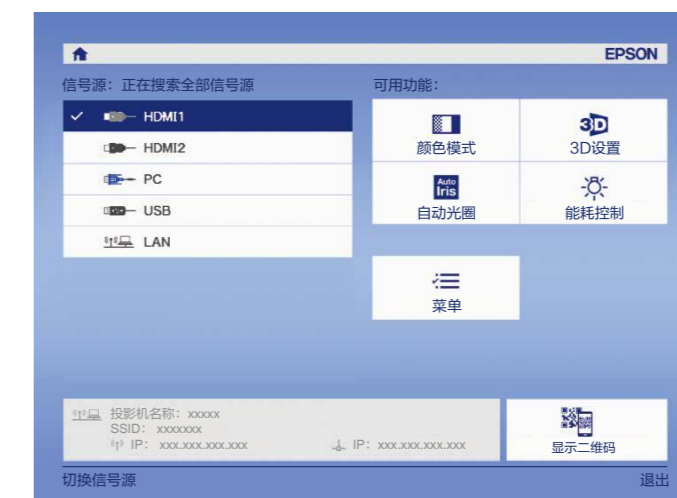 EPSON
信号源：正在搜索全部信号源
HDMI1
HDMI2
PC
USB
LAN
可用功能：
颜色模式
3D
3D设置
Auto
Iris
自动光圈
能耗控制
菜单
投影机名称：xxxxx
SSID：xxxxxxx
IP：xxx.xxx.xxx.xxx
IP：xxx.xxx.xxx.xxx
显示二维码
切换信号源
退出